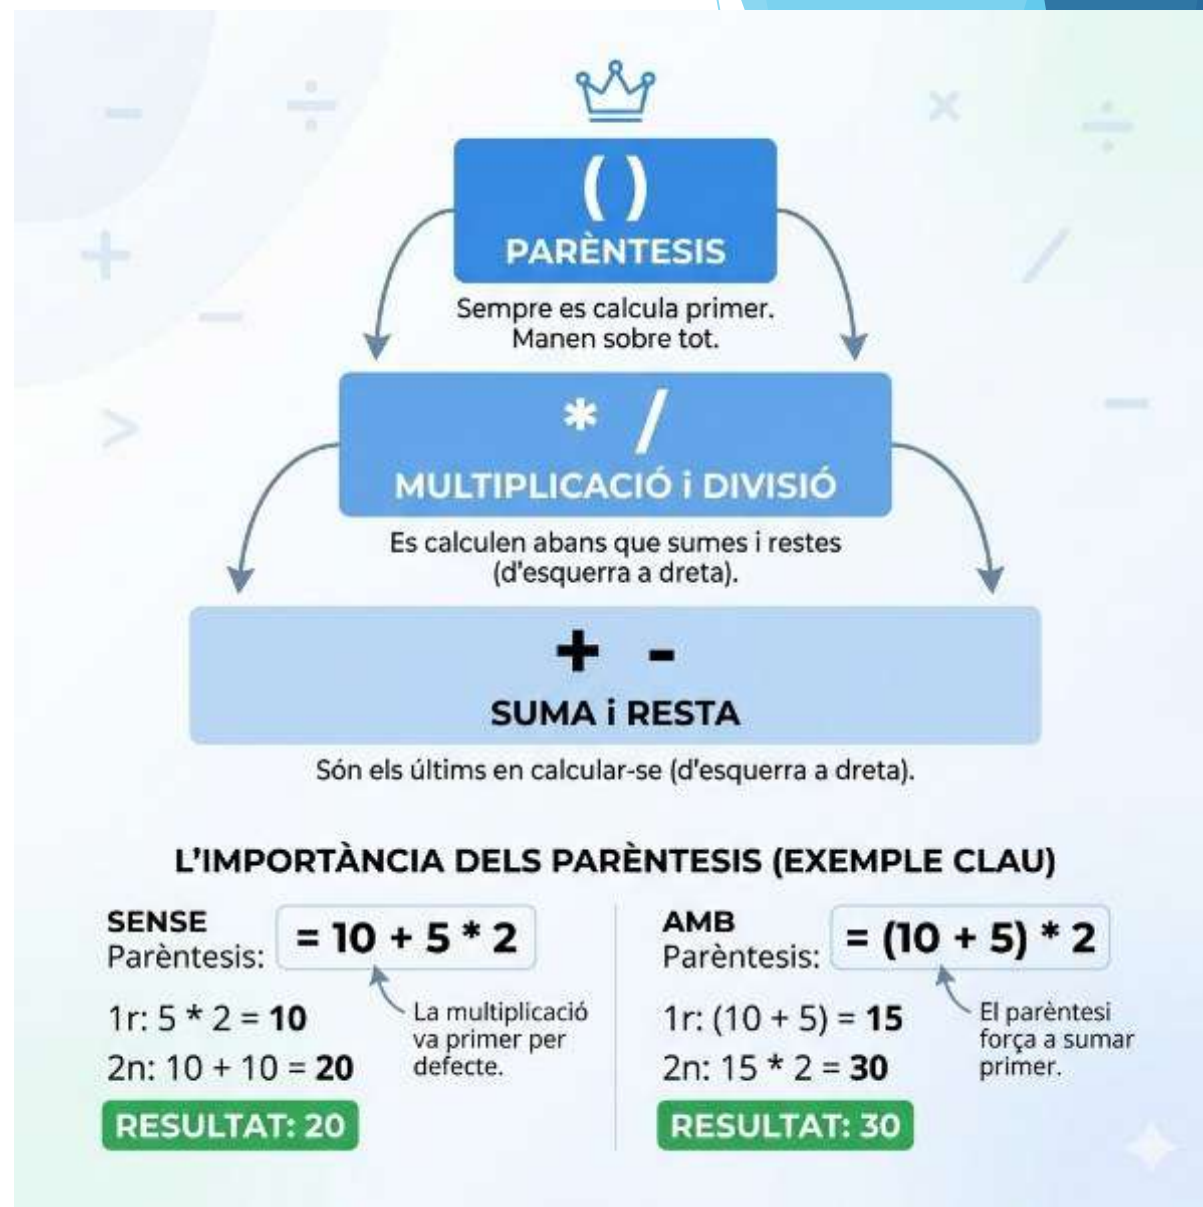 ( )
PARÈNTESIS
Sempre es calcula primer.
Manen sobre tot.
* /
MULTIPLICACIÓ i DIVISIÓ
Es calculen abans que sumes i restes
(d'esquerra a dreta).
+ -
SUMA i RESTA
Són els últims en calcular-se (d'esquerra a dreta).
L'IMPORTÀNCIA DELS PARÈNTESIS (EXEMPLE CLAU)
SENSE
Parèntesis:
= 10 + 5 * 2
La multiplicació
va primer per
defecte.
1r: 5 * 2 = 10
2n: 10 + 10 = 20
RESULTAT: 20
AMB
Parèntesis:
= (10 + 5) * 2
El parèntesi
força a sumar
primer.
1r: (10 + 5) = 15
2n: 15 * 2 = 30
RESULTAT: 30